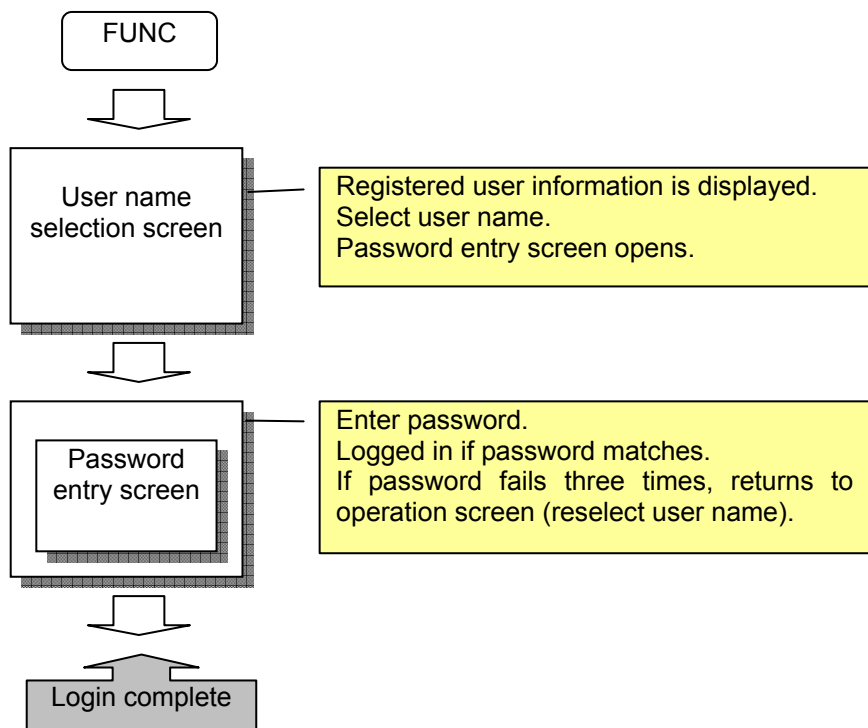 FUNC
User name
selection screen
Registered user information is displayed.
Select user name.
Password entry screen opens.
Password
entry screen
Enter password.
Logged in if password matches.
If password fails three times, returns to
operation screen (reselect user name).
Login complete